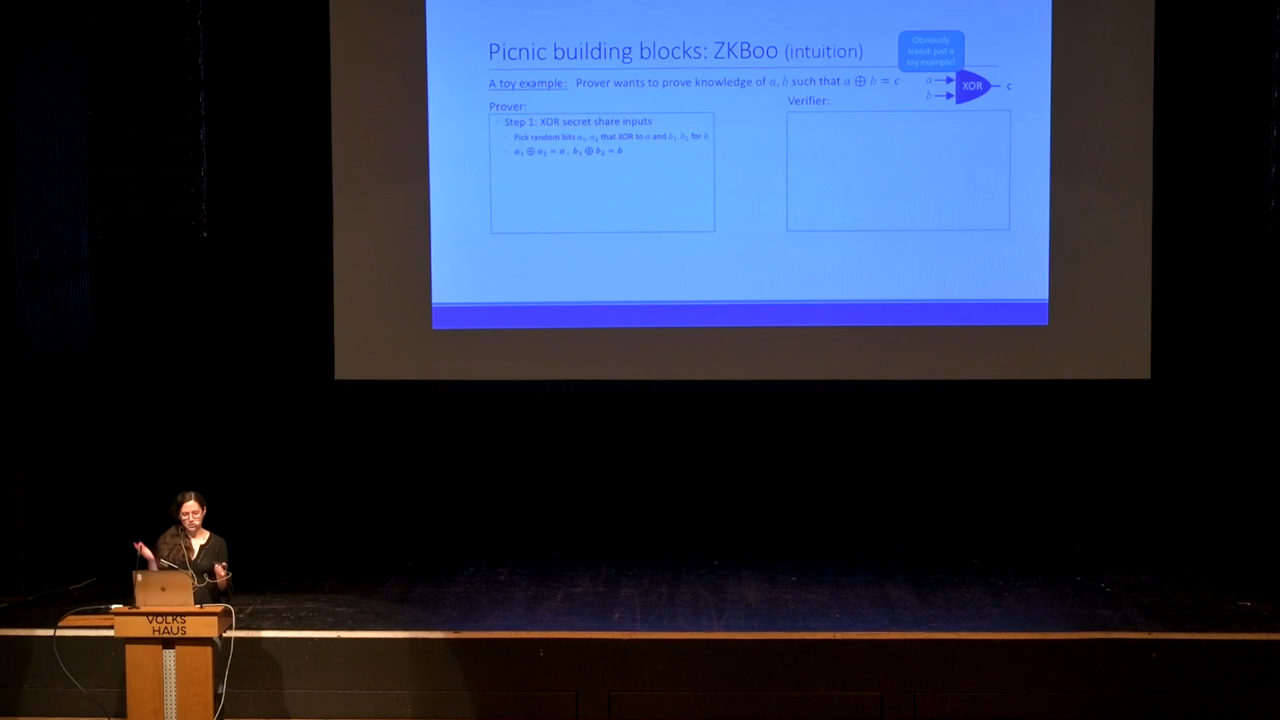 Picnic building blocks: ZKBoo (intuition)
Obviously
trivial: just a
toy example!
A toy example: Prover wants to prove knowledge of a, b such that a ⊕ b = c
a
b
XOR
c
Prover:
Verifier:
Step 1: XOR secret share inputs
Pick random bits a₁, a₂ that XOR to a and b₁, b₂ for b
a₁ ⊕ a₂ = a, b₁ ⊕ b₂ = b
VOLKS
HAUS